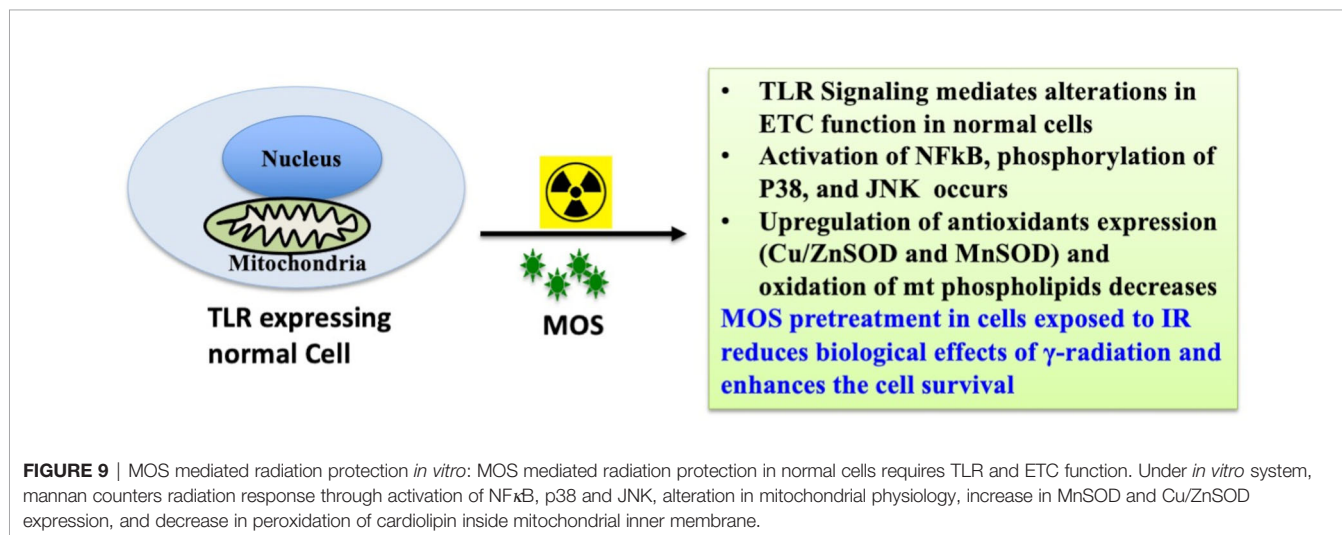 Nucleus
Mitochondria
TLR expressing
normal Cell
MOS
• TLR Signaling mediates alterations in
ETC function in normal cells
• Activation of NFkB, phosphorylation of
P38, and JNK occurs
• Upregulation of antioxidants expression
(Cu/ZnSOD and MnSOD) and
oxidation of mt phospholipids decreases
MOS pretreatment in cells exposed to IR
reduces biological effects of γ-radiation and
enhances the cell survival
FIGURE 9 | MOS mediated radiation protection in vitro: MOS mediated radiation protection in normal cells requires TLR and ETC function. Under in vitro system,
mannan counters radiation response through activation of NFκB, p38 and JNK, alteration in mitochondrial physiology, increase in MnSOD and Cu/ZnSOD
expression, and decrease in peroxidation of cardiolipin inside mitochondrial inner membrane.